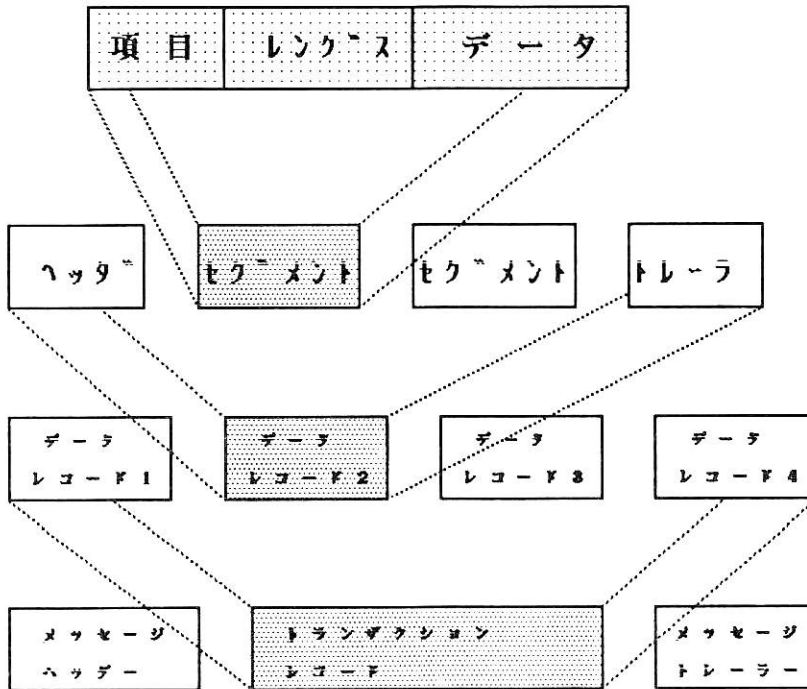 項目 レングス データ
ヘッダ セグメント セグメント トレーラ
データ データ データ データ
レコード1 レコード2 レコード3 レコード4
メッセージ トランザクション メッセージ
ヘッダー レコード トレーラー